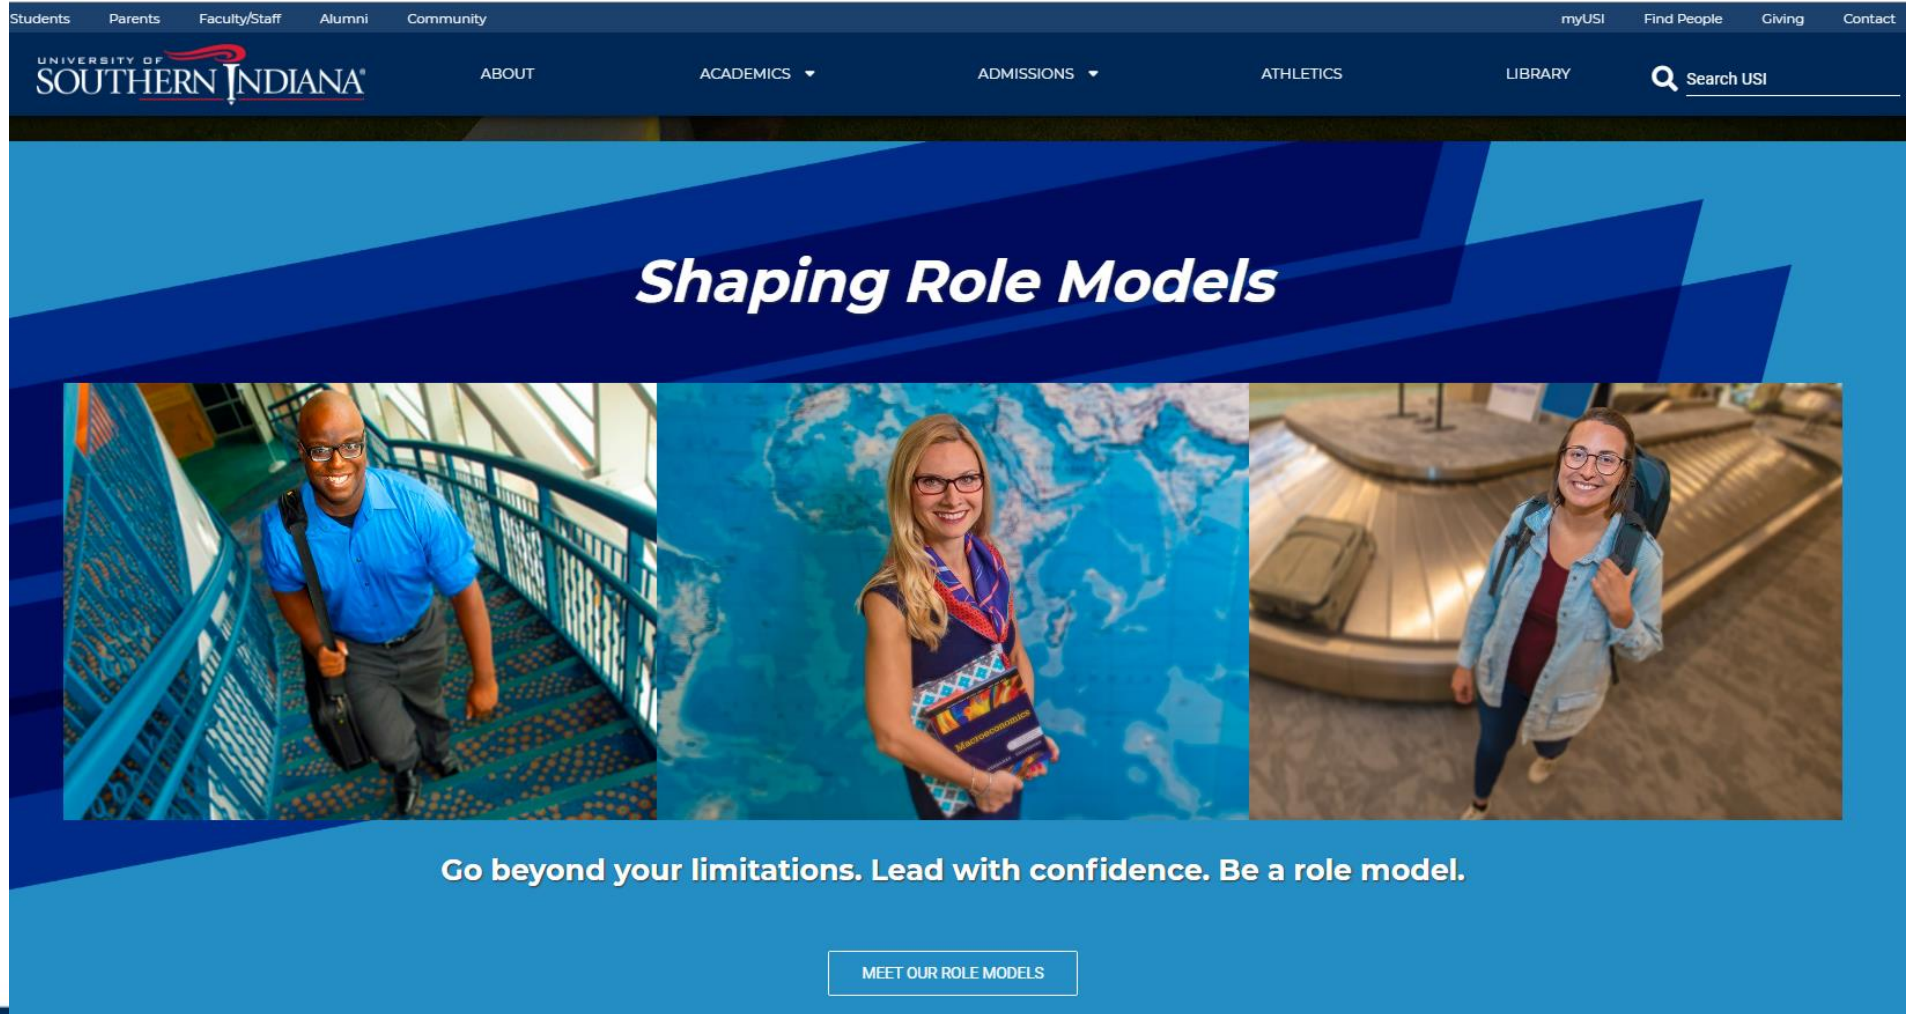 Students Parents Faculty/Staff Alumni Community myUSI Find People Giving Contact
UNIVERSITY OF
SOUTHERN INDIANA®
ABOUT ACADEMICS ADMISSIONS ATHLETICS LIBRARY Search USI
Shaping Role Models
Macroeconomics
Go beyond your limitations. Lead with confidence. Be a role model.
MEET OUR ROLE MODELS